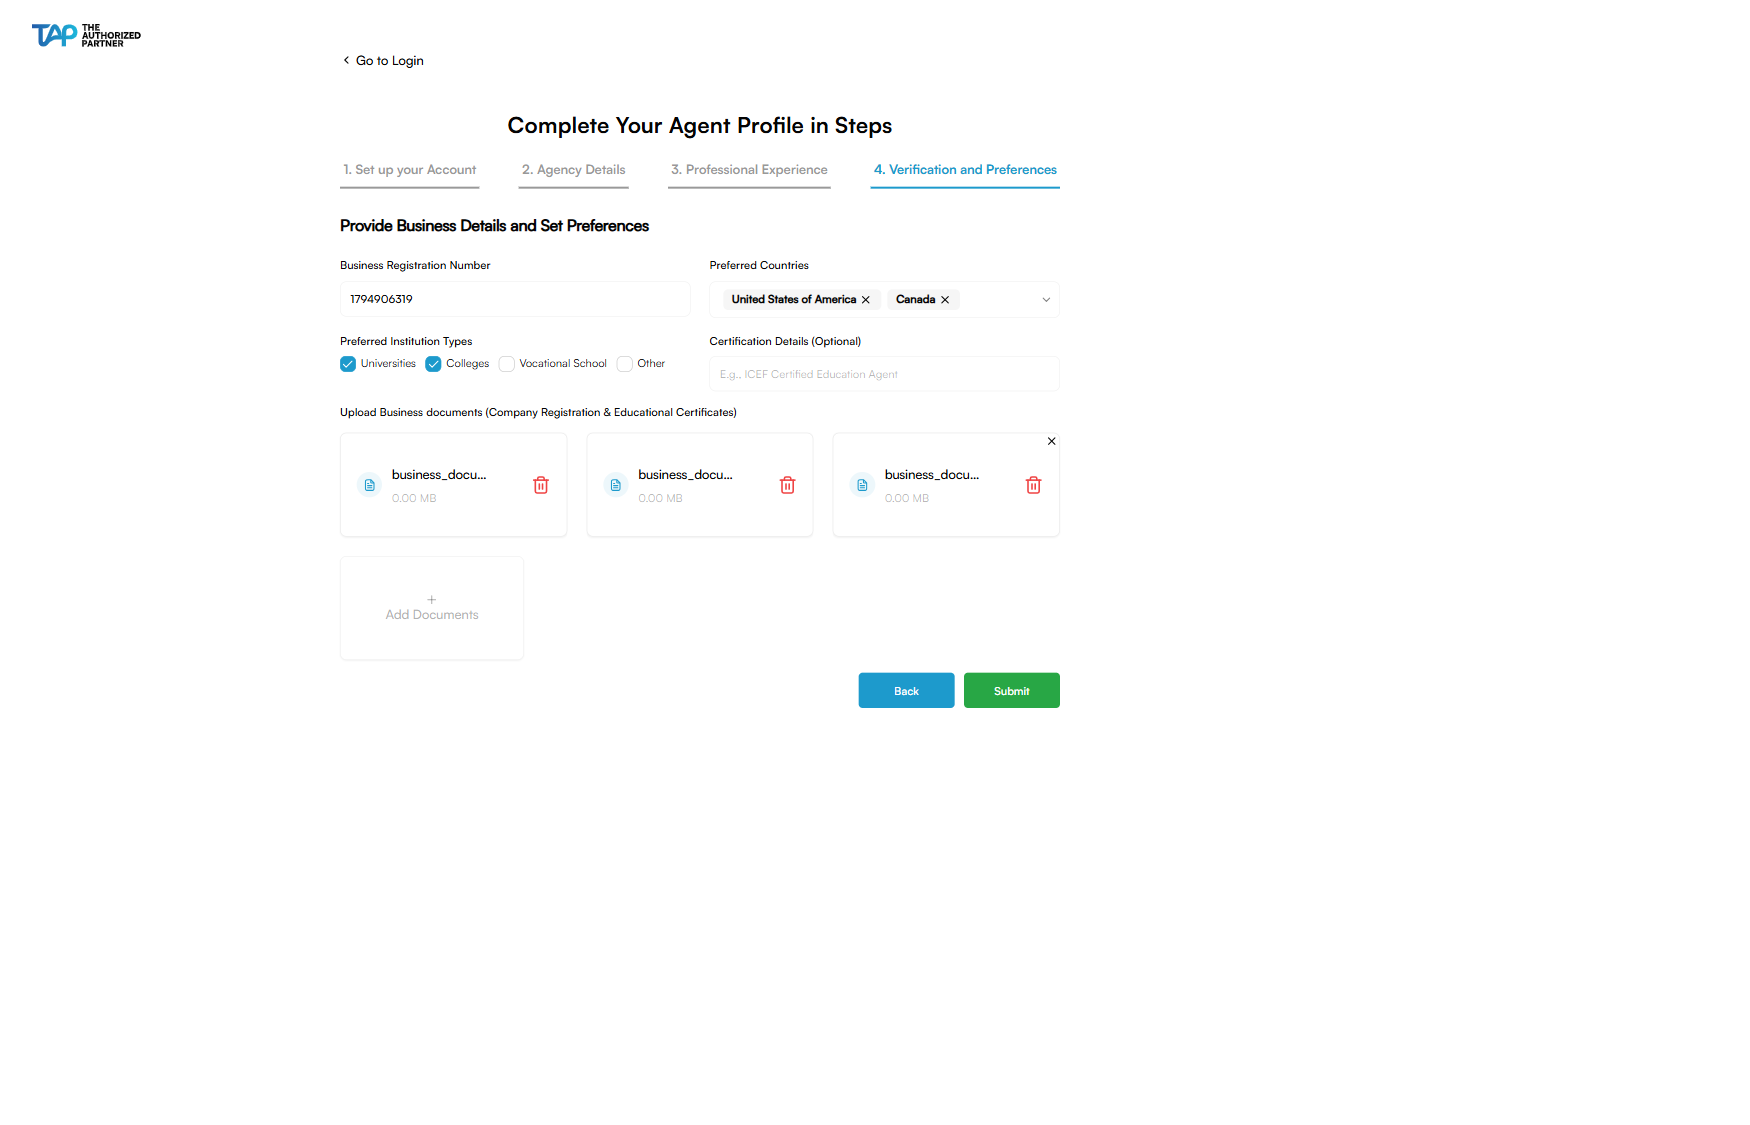 TAP THE AUTHORIZED PARTNER
Go to Login
Complete Your Agent Profile in Steps
1. Set up your Account
2. Agency Details
3. Professional Experience
4. Verification and Preferences
Provide Business Details and Set Preferences
Business Registration Number
Preferred Countries
1794906319
United States of America
Canada
Preferred Institution Types
Certification Details (Optional)
Universities
Colleges
Vocational School
Other
E.g., ICEF Certified Education Agent
Upload Business documents (Company Registration & Educational Certificates)
business_docu...
0.00 MB
business_docu...
0.00 MB
business_docu...
0.00 MB
+
Add Documents
Back
Submit